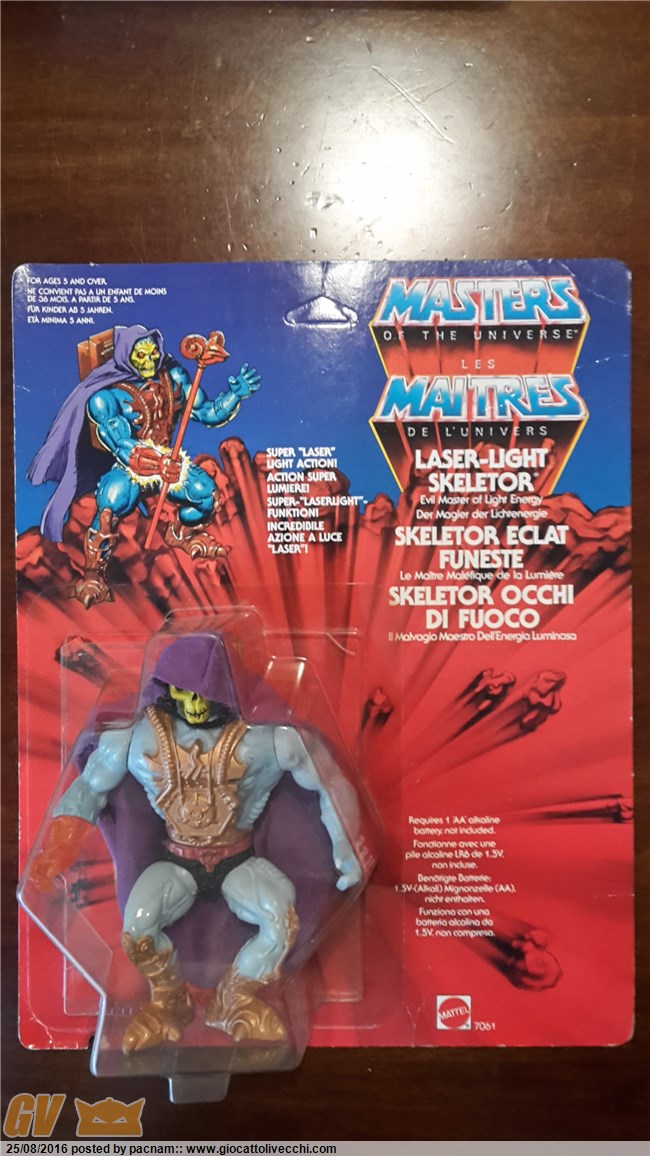 FOR AGES 5 AND OVER.
NE CONVIENT PAS A UN ENFANT DE MOINS
DE 36 MOIS. A PARTIR DE 5 ANS.
FÜR KINDER AB 5 JAHREN.
ETÀ MINIMA 5 ANNI.
MASTERS
OF THE UNIVERSE™
LES
MAITRES
DE L'UNIVERS
SUPER "LASER"
LIGHT ACTION!
ACTION SUPER
LUMIERE!
SUPER-"LASERLIGHT"-
FUNKTION!
INCREDIBILE
AZIONE A LUCE
"LASER"!
LASER-LIGHT
SKELETOR™
Evil Master of Light Energy
Der Magier der Lichtenergie
SKELETOR ECLAT
FUNESTE
Le Maître Maléfique de la Lumière
SKELETOR OCCHI
DI FUOCO
Il Malvagio Maestro Dell'Energia Luminosa
Requires 1 "AA" alkaline
battery, not included.
Fonctionne avec une
pile alcaline LR6 de 1.5V.
non incluse.
Benötigte Batterie:
1.5V-(Alkali) Mignonzelle (AA),
nicht enthalten.
Funziona con una
batteria alcalina da
1.5V. non compresa.
MATTEL
7061
GV
25/08/2016 posted by pacnam:: www.giocattolivecchi.com